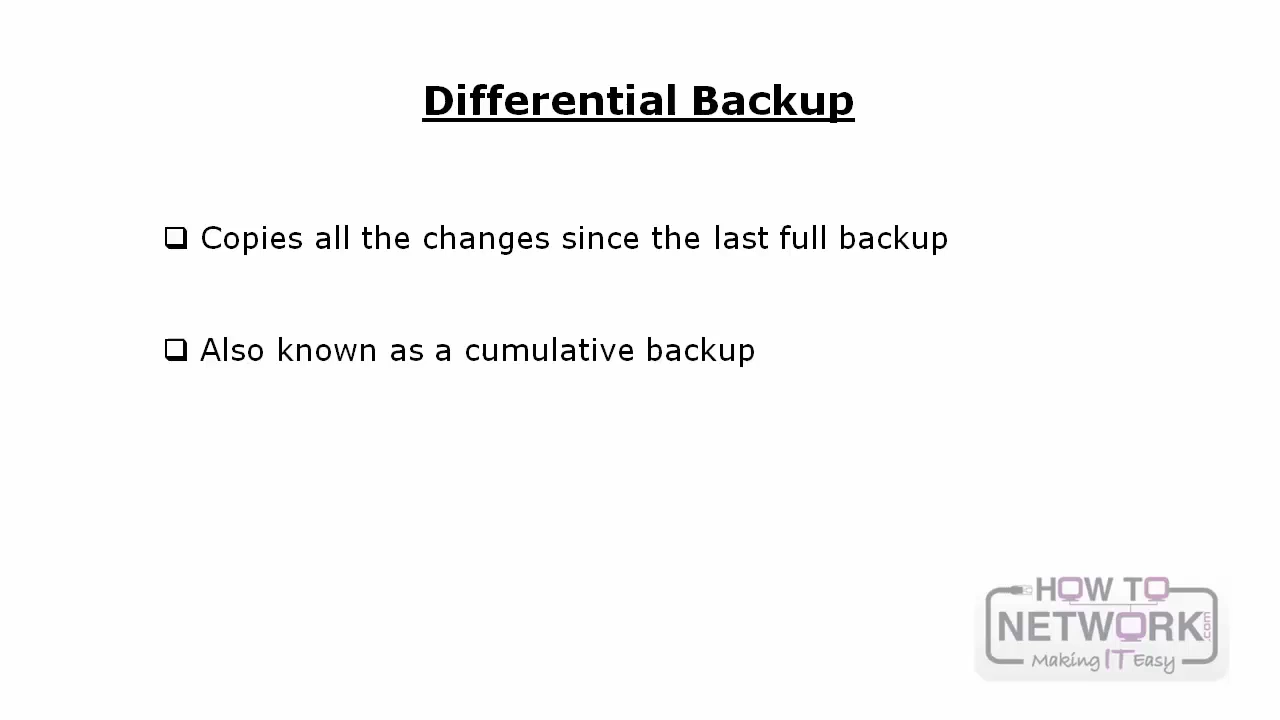 Differential Backup
Copies all the changes since the last full backup
Also known as a cumulative backup
HOW TO
NETWORK.com
Making IT Easy